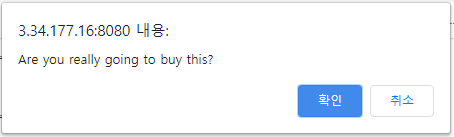 3.34.177.16:8080 내용:
Are you really going to buy this?
확인 취소